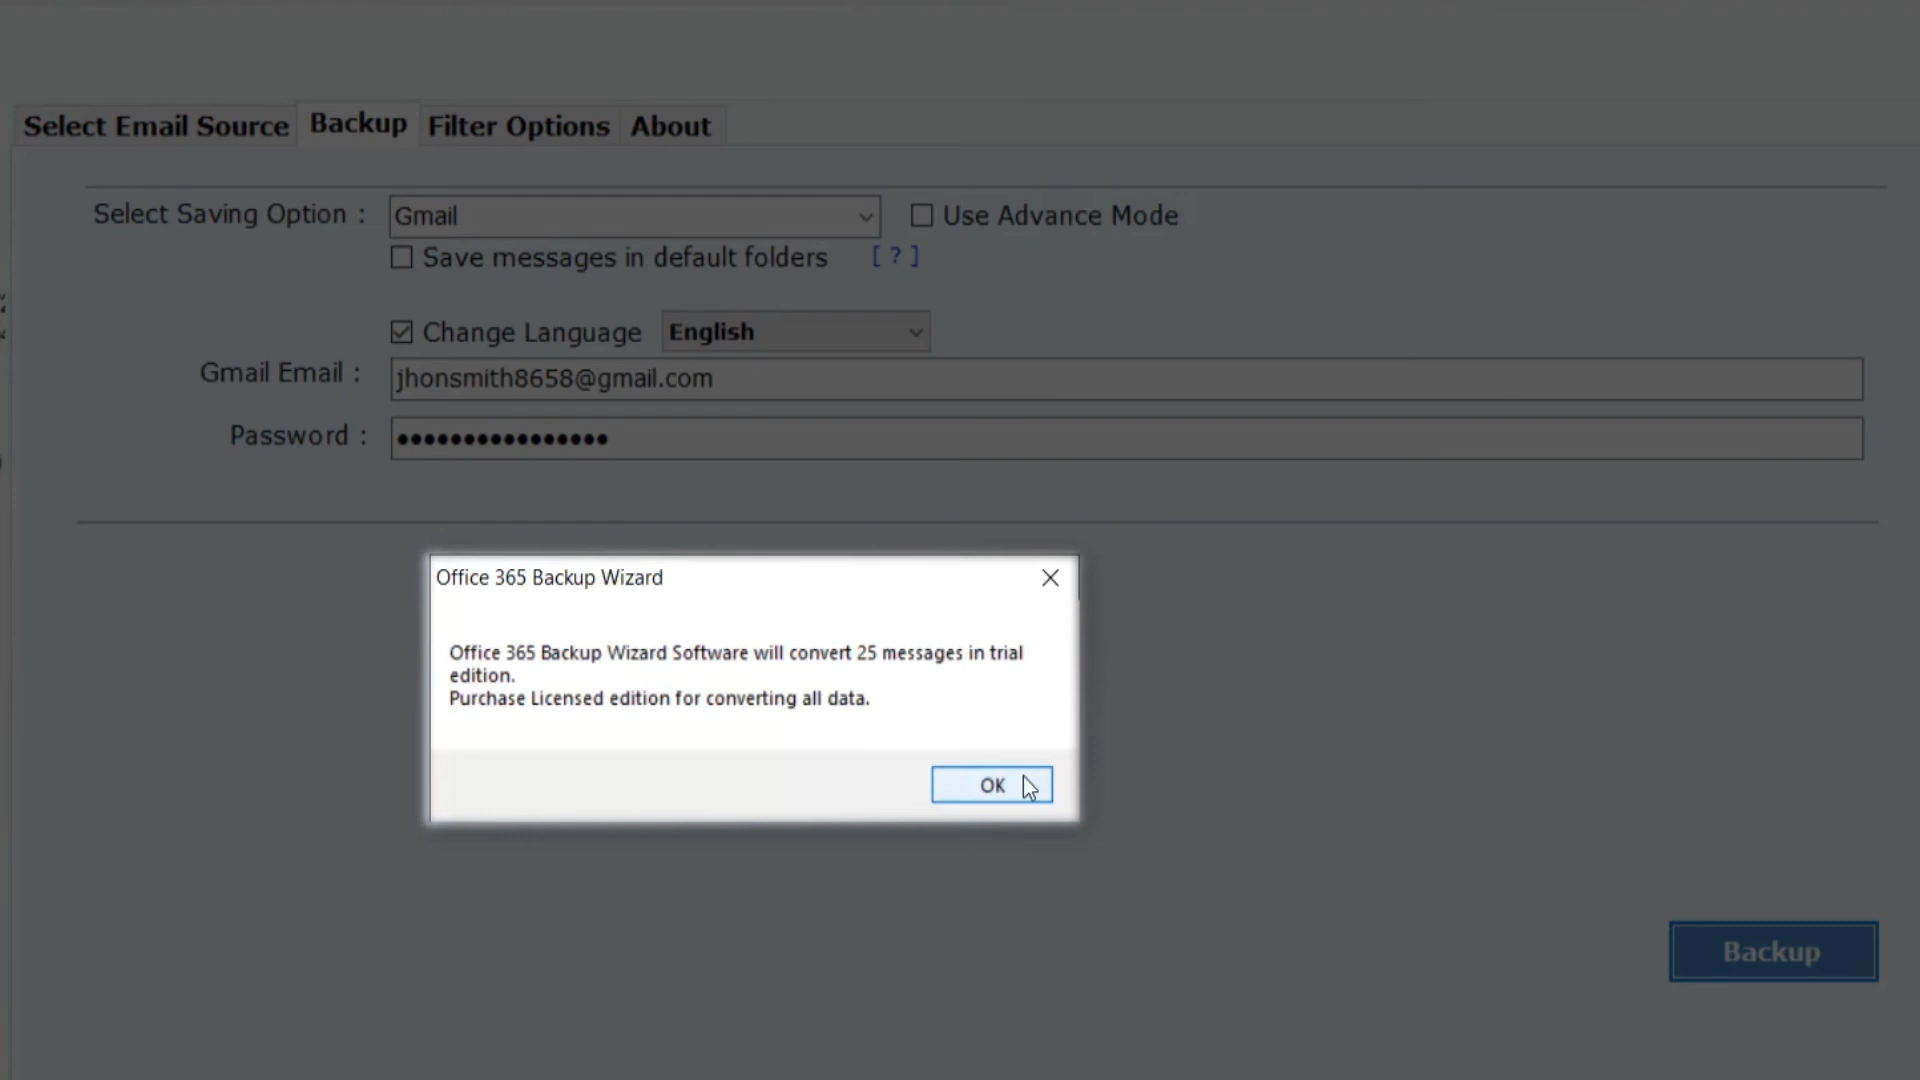 Select Email Source Backup Filter Options About
Select Saving Option : Gmail Use Advance Mode
Save messages in default folders [ ? ]
Change Language English
Gmail Email : jhonsmith8658@gmail.com
Password : ••••••••••••••••
Office 365 Backup Wizard
Office 365 Backup Wizard Software will convert 25 messages in trial
edition.
Purchase Licensed edition for converting all data.
OK
Backup